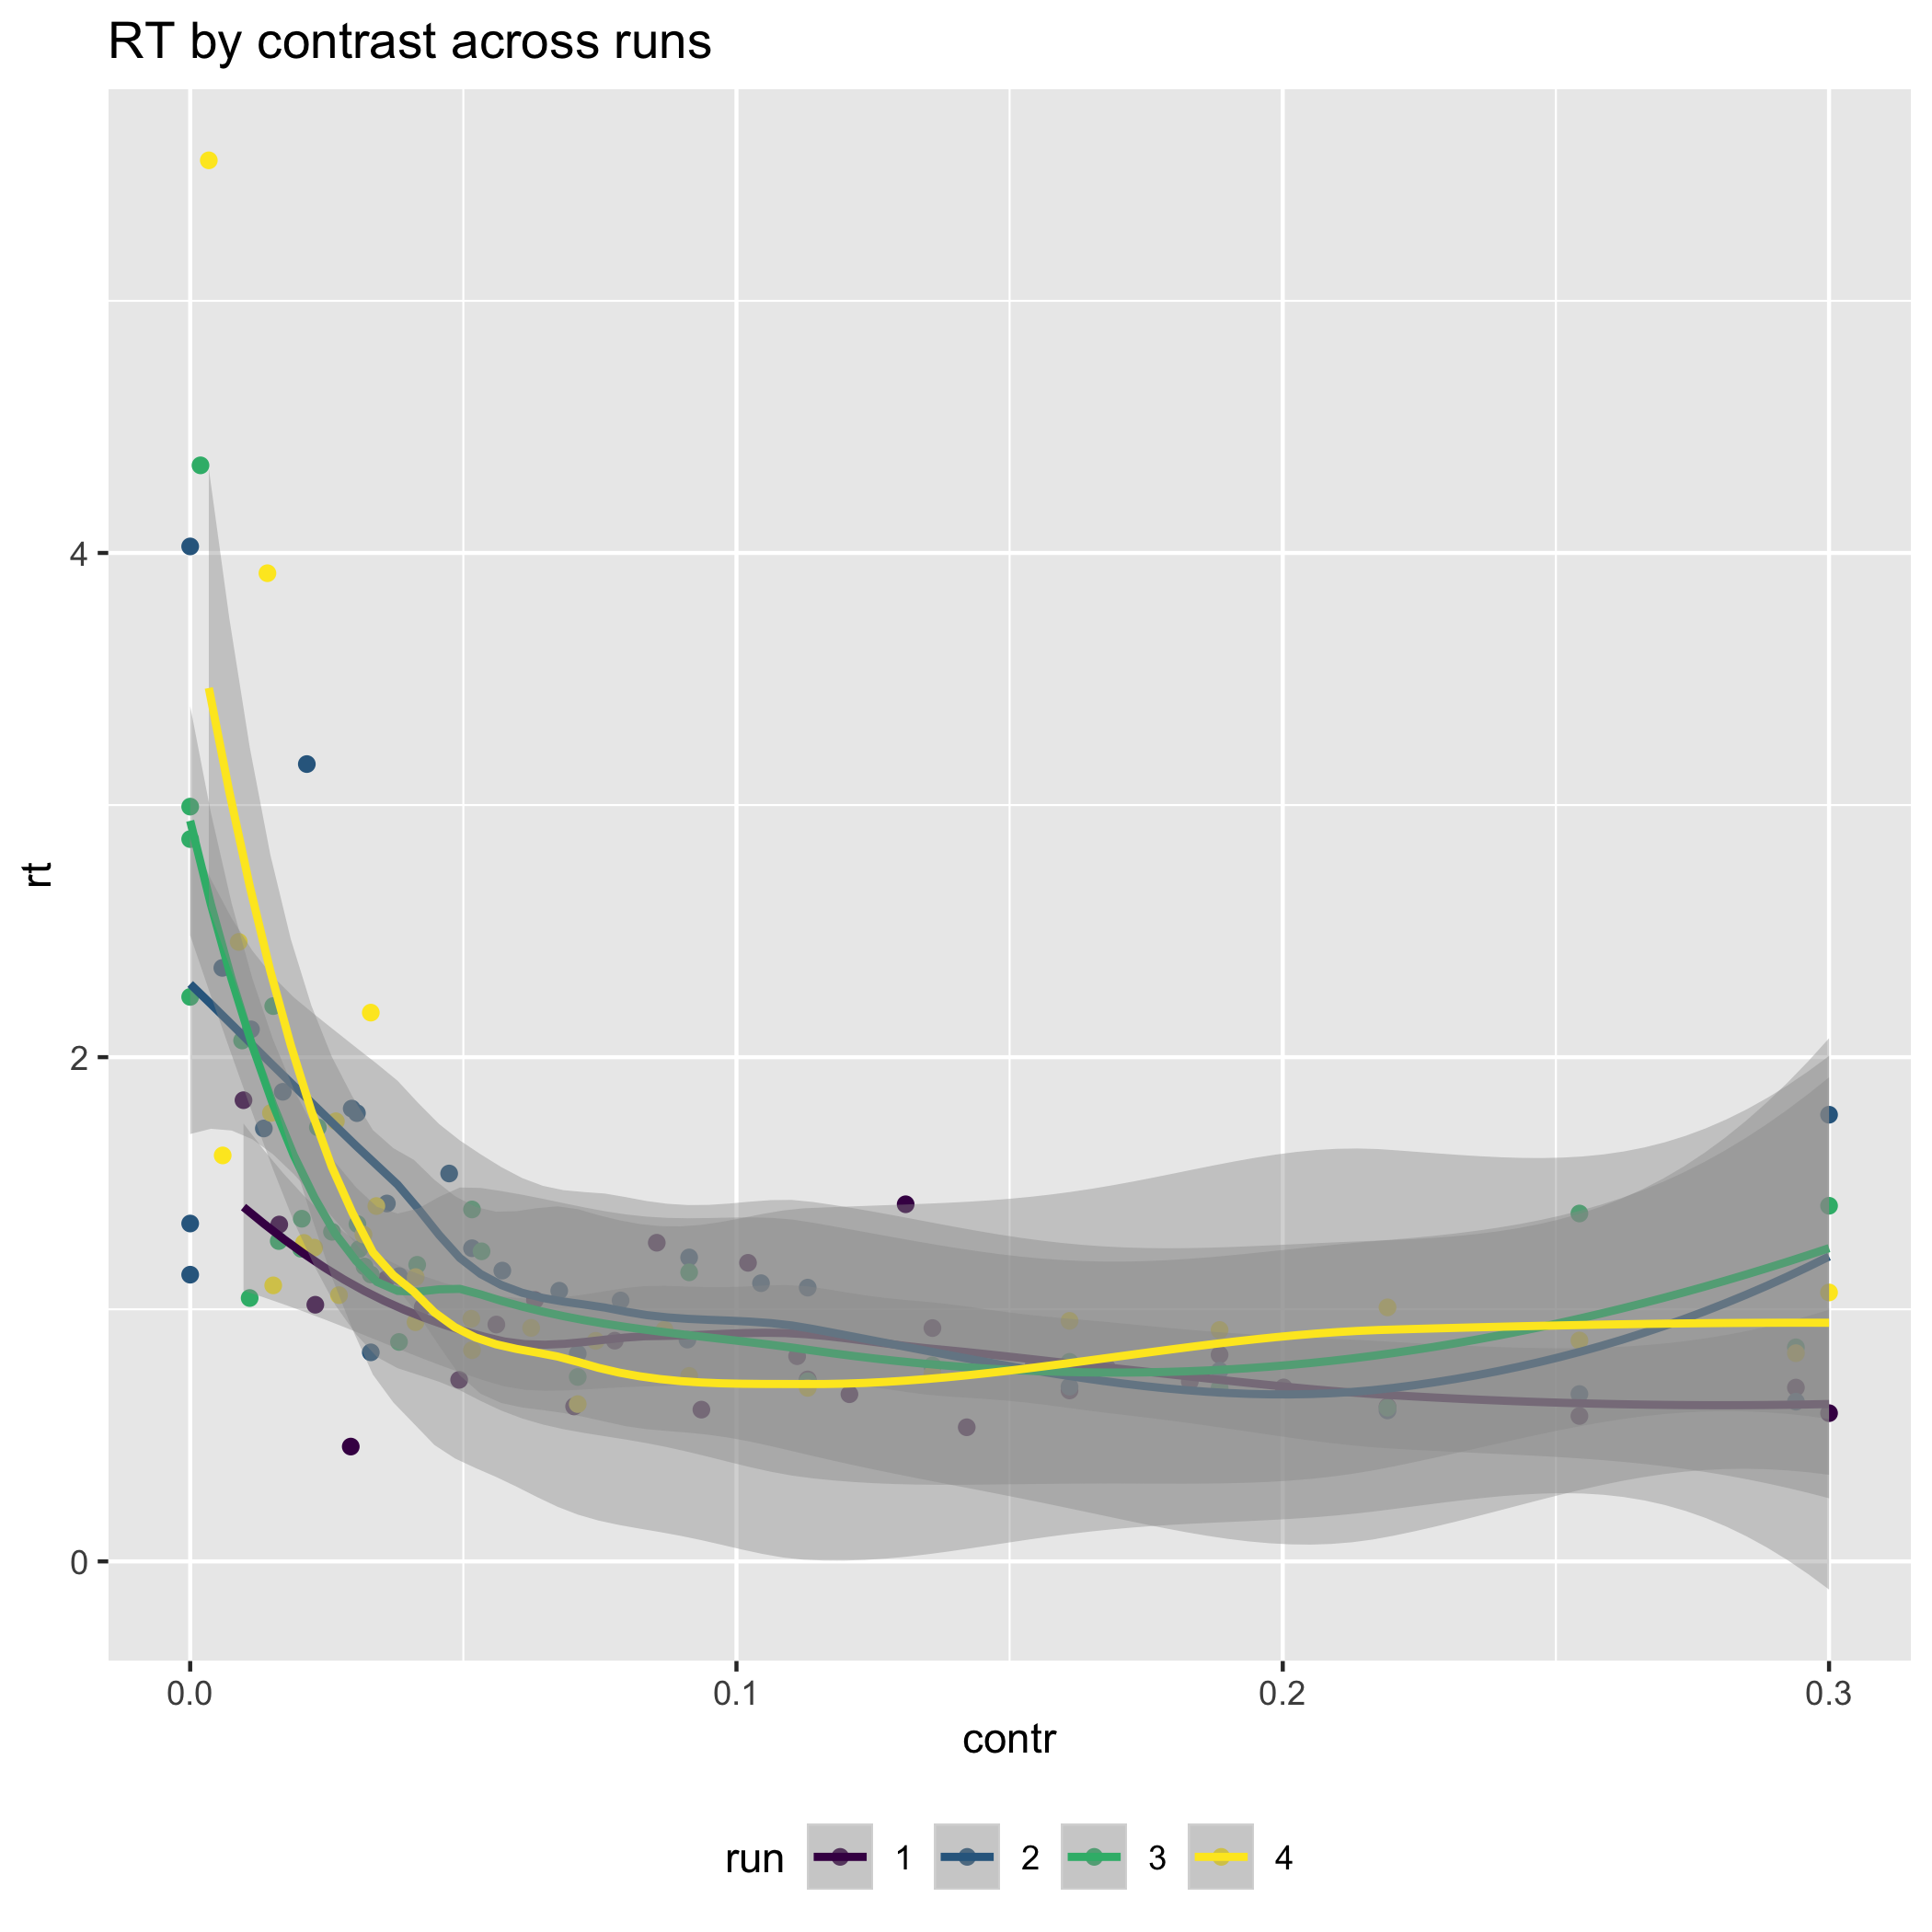 RT by contrast across runs
rt
4
2
0
0.0 0.1 0.2 0.3
contr
run 1 2 3 4